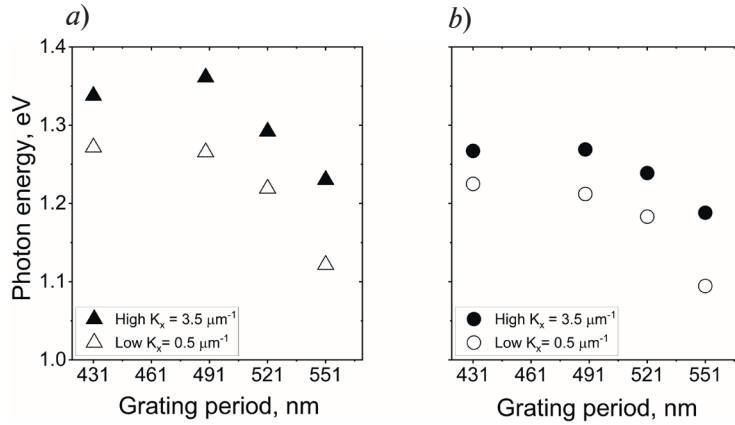 a)
b)
Photon energy, eV
1.4
1.3
1.2
1.1
1.0
High Kx = 3.5 μm-1
Low Kx= 0.5 μm-1
431 461 491 521 551
Grating period, nm
High Kx = 3.5 μm-1
Low Kx= 0.5 μm-1
431 461 491 521 551
Grating period, nm